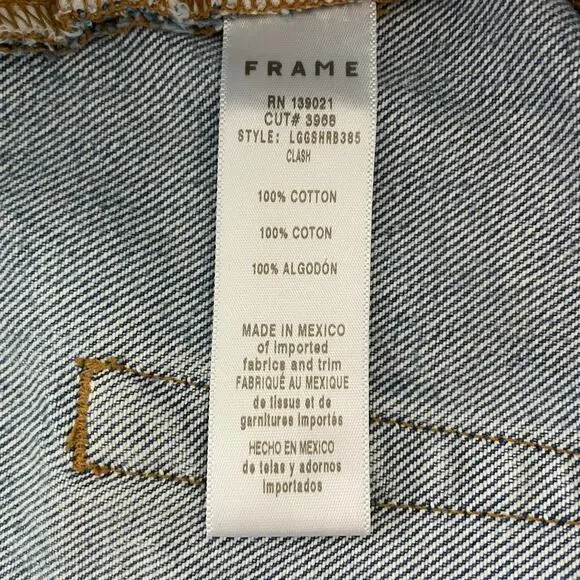 FRAME
RN 139021
CUT# 3968
STYLE: LGGSHRB385
CLASH
100% COTTON
100% COTON
100% ALGODÓN
MADE IN MEXICO
of imported
fabrics and trim
FABRIQUÉ AU MEXIQUE
de tissus et de
garnitures importés
HECHO EN MEXICO
de telas y adornos
importados